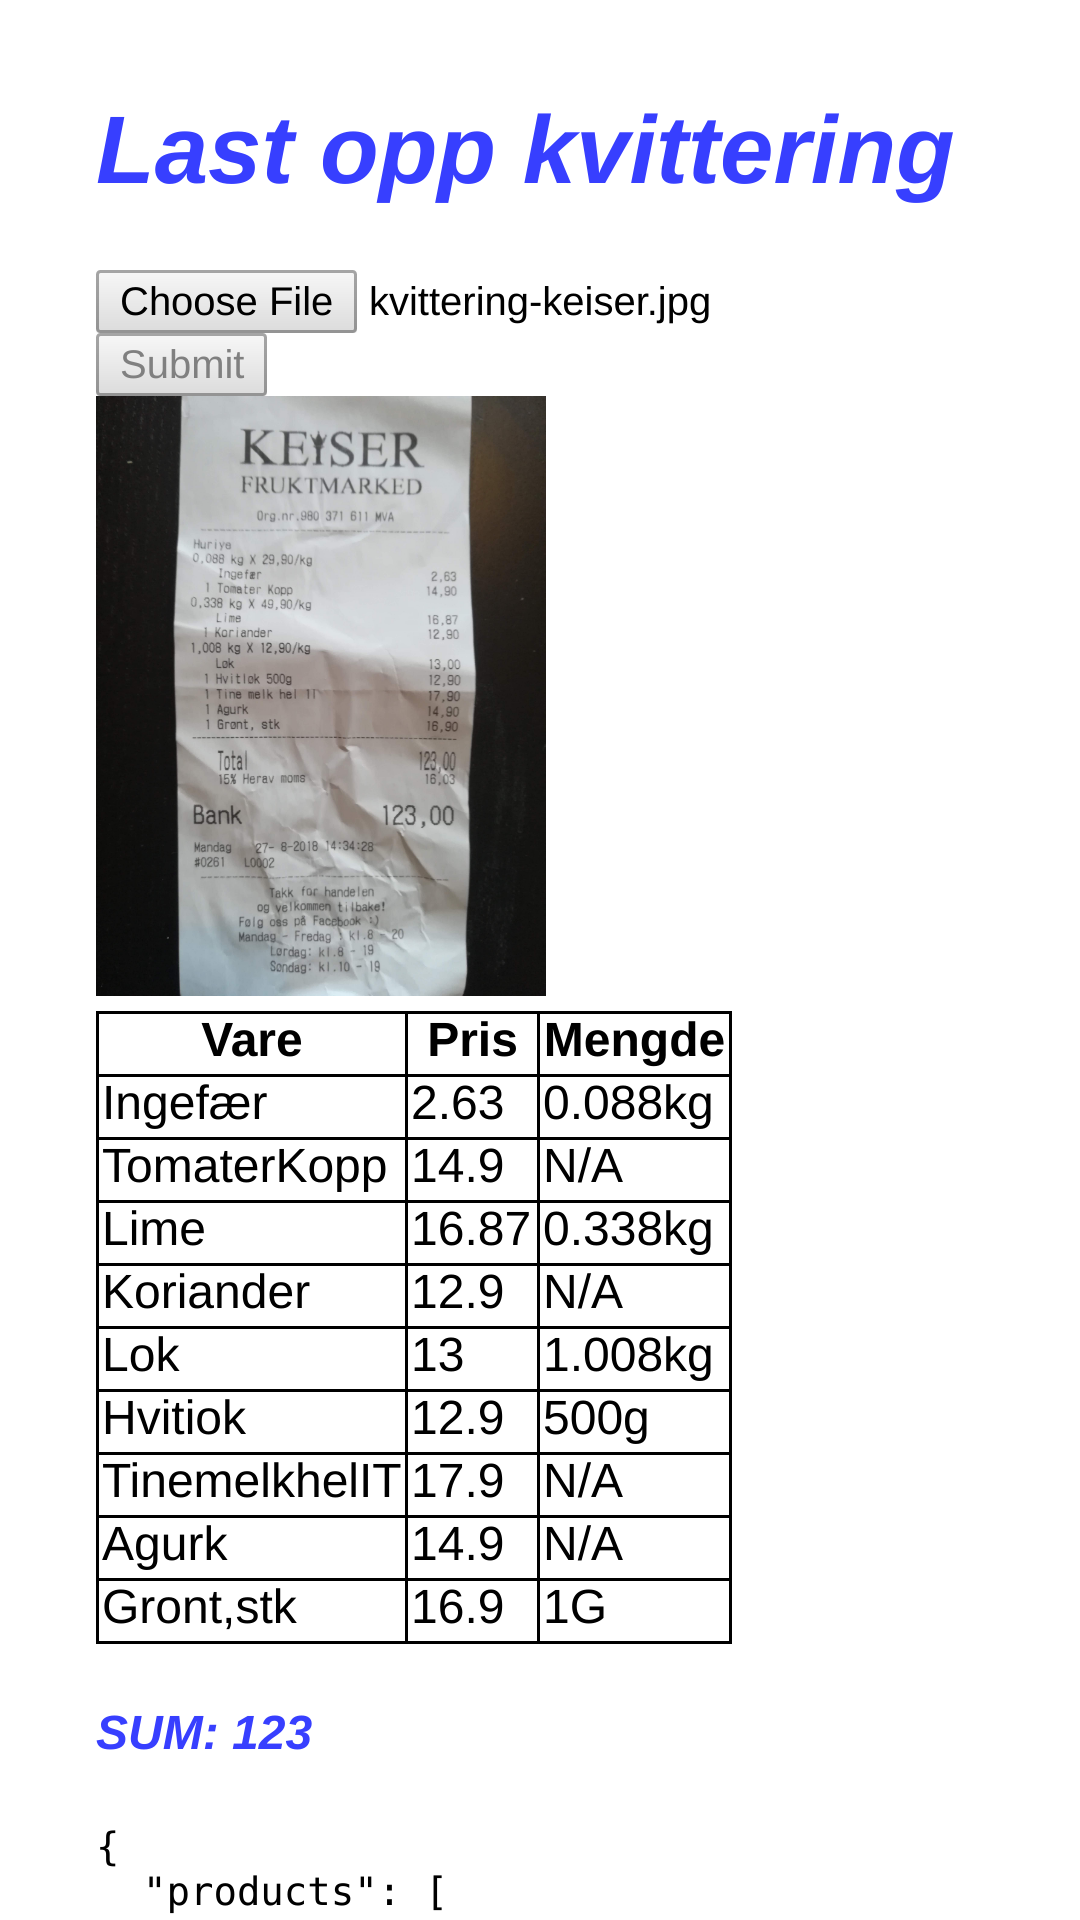 Last opp kvittering
Choose File kvittering-keiser.jpg
Submit
KEISER
FRUKTMARKED
Org.nr.980 371 611 MVA
Huriye
0,088 kg X 29,90/kg
Ingefær 2,63
1 Tomater Kopp 14,90
0,338 kg X 49,90/kg
Lime 16,87
1 Koriander 12,90
1,008 kg X 12,90/kg
Løk 13,00
1 Hvitløk 500g 12,90
1 Tine melk hel 1l 17,90
1 Agurk 14,90
1 Grønt, stk 16,90
Total 123,00
15% Herav moms 16,03
Bank 123,00
Mandag 27- 8-2018 14:34:28
#0261 L0002
Takk for handelen
og velkommen tilbake!
Følg oss på Facebook :)
Mandag - Fredag : kl.8 - 20
Lørdag: kl.8 - 19
Søndag: kl.10 - 19
Vare Pris Mengde
Ingefær 2.63 0.088kg
TomaterKopp 14.9 N/A
Lime 16.87 0.338kg
Koriander 12.9 N/A
Lok 13 1.008kg
Hvitiok 12.9 500g
TinemelkhelIT 17.9 N/A
Agurk 14.9 N/A
Gront,stk 16.9 1G
SUM: 123
{
"products": [